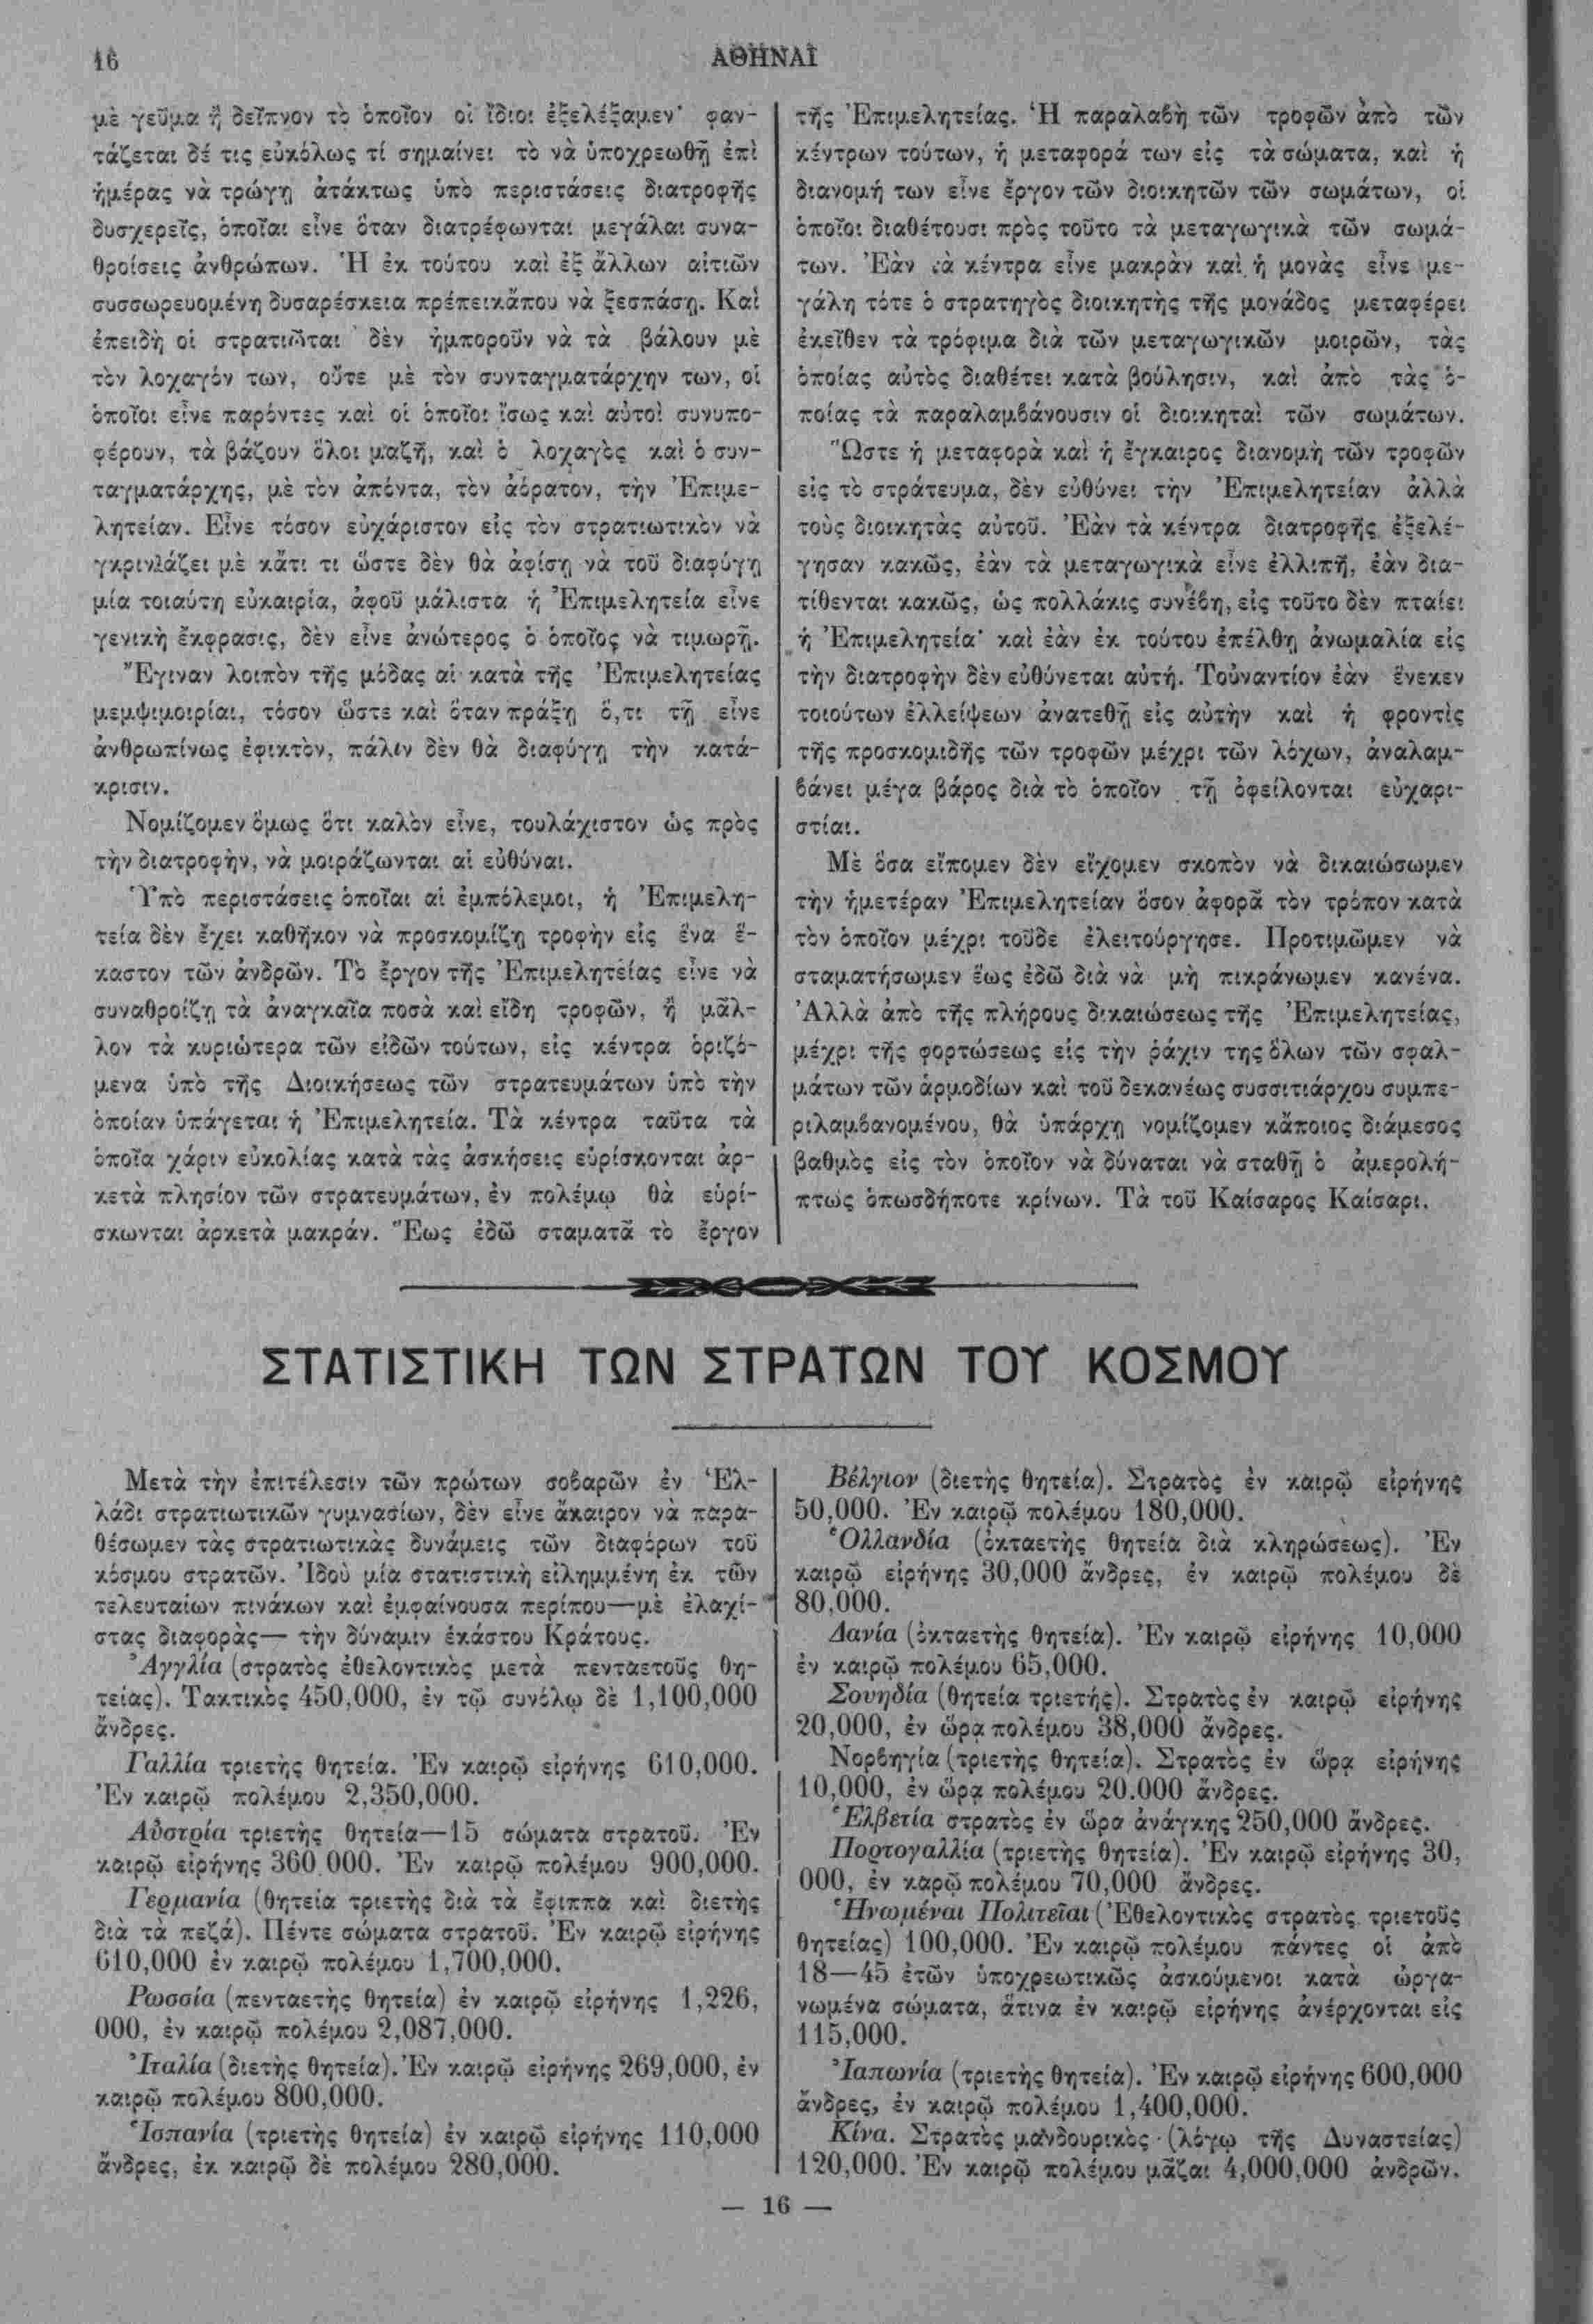 16
ΑΘΗΝΑΙ
μὲ γεῦμα ἢ δεῖπνον τὸ ὁποῖον οἱ ἴδιοι ἐξελέξαμεν· φαν-
τάζεται δέ τις εὐκόλως τί σημαίνει τὸ νὰ ὑποχρεωθῇ ἐπὶ
ἡμέρας νὰ τρώγῃ ἀτάκτως ὑπὸ περιστάσεις διατροφῆς
δυσχερεῖς, ὁποῖαι εἶνε ὅταν διατρέφωνται μεγάλαι συνα-
θροίσεις ἀνθρώπων. Ἡ ἐκ τούτου καὶ ἐξ ἄλλων αἰτιῶν
συσσωρευομένη δυσαρέσκεια πρέπει κἄπου νὰ ξεσπάσῃ. Καὶ
ἐπειδὴ οἱ στρατιῶται δὲν ἠμποροῦν νὰ τὰ βάλουν μὲ
τὸν λοχαγόν των, οὔτε μὲ τὸν συνταγματάρχην των, οἱ
ὁποῖοι εἶνε παρόντες καὶ οἱ ὁποῖοι ἴσως καὶ αὐτοὶ συνυπο-
φέρουν, τὰ βάζουν ὅλοι μαζῆ, καὶ ὁ λοχαγὸς καὶ ὁ συν-
ταγματάρχης, μὲ τὸν ἀπόντα, τὸν ἀόρατον, τὴν Ἐπιμε-
λητείαν. Εἶνε τόσον εὐχάριστον εἰς τὸν στρατιωτικὸν νὰ
γκρινλάζει μὲ κἄτι τι ὥστε δὲν θὰ ἀφίσῃ νὰ τοῦ διαφύγῃ
μία τοιαύτη εὐκαιρία, ἀφοῦ μάλιστα ἡ Ἐπιμελητεία εἶνε
γενικὴ ἔκφρασις, δὲν εἶνε ἀνώτερος ὁ ὁποῖος νὰ τιμωρῇ.
Ἔγιναν λοιπὸν τῆς μόδας αἱ κατὰ τῆς Ἐπιμελητείας
μεμψιμοιρίαι, τόσον ὥστε καὶ ὅταν πράξῃ ὅ,τι τῇ εἶνε
ἀνθρωπίνως ἐφικτὸν, πάλιν δὲν θὰ διαφύγῃ τὴν κατά-
κρισιν.
Νομίζομεν ὅμως ὅτι καλὸν εἶνε, τουλάχιστον ὡς πρὸς
τὴν διατροφὴν, νὰ μοιράζωνται αἱ εὐθύναι.
Ὑπὸ περιστάσεις ὁποῖαι αἱ ἐμπόλεμοι, ἡ Ἐπιμελη-
τεία δὲν ἔχει καθῆκον νὰ προσκομίζῃ τροφὴν εἰς ἕνα ἕ-
καστον τῶν ἀνδρῶν. Τὸ ἔργον τῆς Ἐπιμελητείας εἶνε νὰ
συναθροίζῃ τὰ ἀναγκαῖα ποσὰ καὶ εἴδη τροφῶν, ἢ μᾶλ-
λον τὰ κυριώτερα τῶν εἰδῶν τούτων, εἰς κέντρα ὁριζό-
μενα ὑπὸ τῆς Διοικήσεως τῶν στρατευμάτων ὑπὸ τὴν
ὁποίαν ὑπάγεται ἡ Ἐπιμελητεία. Τὰ κέντρα ταῦτα τὰ
ὁποῖα χάριν εὐκολίας κατὰ τὰς ἀσκήσεις εὑρίσκονται ἀρ-
κετὰ πλησίον τῶν στρατευμάτων, ἐν πολέμῳ θὰ εὑρί-
σκωνται ἀρκετὰ μακράν. Ἕως ἐδῶ σταματᾶ τὸ ἔργον
τῆς Ἐπιμελητείας. Ἡ παραλαβὴ τῶν τροφῶν ἀπὸ τῶν
κέντρων τούτων, ἡ μεταφορά των εἰς τὰ σώματα, καὶ ἡ
διανομή των εἶνε ἔργον τῶν διοικητῶν τῶν σωμάτων, οἱ
ὁποῖοι διαθέτουσι πρὸς τοῦτο τὰ μεταγωγικὰ τῶν σωμά-
των. Ἐὰν τὰ κέντρα εἶνε μακρὰν καὶ ἡ μονὰς εἶνε με-
γάλη τότε ὁ στρατηγὸς διοικητὴς τῆς μονάδος μεταφέρει
ἐκεῖθεν τὰ τρόφιμα διὰ τῶν μεταγωγικῶν μοιρῶν, τὰς
ὁποίας αὐτὸς διαθέτει κατὰ βούλησιν, καὶ ἀπὸ τὰς ὁ-
ποίας τὰ παραλαμβάνουσιν οἱ διοικηταὶ τῶν σωμάτων.
Ὥστε ἡ μεταφορὰ καὶ ἡ ἔγκαιρος διανομὴ τῶν τροφῶν
εἰς τὸ στράτευμα, δὲν εὐθύνει τὴν Ἐπιμελητείαν ἀλλὰ
τοὺς διοικητὰς αὐτοῦ. Ἐὰν τὰ κέντρα διατροφῆς ἐξελέ-
γησαν κακῶς, ἐὰν τὰ μεταγωγικὰ εἶνε ἐλλιπῆ, ἐὰν δια-
τίθενται κακῶς, ὡς πολλάκις συνέβη, εἰς τοῦτο δὲν πταίει
ἡ Ἐπιμελητεία· καὶ ἐὰν ἐκ τούτου ἐπέλθῃ ἀνωμαλία εἰς
τὴν διατροφὴν δὲν εὐθύνεται αὐτή. Τοὐναντίον ἐὰν ἕνεκεν
τοιούτων ἐλλείψεων ἀνατεθῇ εἰς αὐτὴν καὶ ἡ φροντὶς
τῆς προσκομιδῆς τῶν τροφῶν μέχρι τῶν λόχων, ἀναλαμ-
βάνει μέγα βάρος διὰ τὸ ὁποῖον τῇ ὀφείλονται εὐχαρι-
στίαι.
Μὲ ὅσα εἴπομεν δὲν εἴχομεν σκοπὸν νὰ δικαιώσωμεν
τὴν ἡμετέραν Ἐπιμελητείαν ὅσον ἀφορᾷ τὸν τρόπον κατὰ
τὸν ὁποῖον μέχρι τοῦδε ἐλειτούργησε. Προτιμῶμεν νὰ
σταματήσωμεν ἕως ἐδῶ διὰ νὰ μὴ πικράνωμεν κανένα.
Ἀλλὰ ἀπὸ τῆς πλήρους δικαιώσεως τῆς Ἐπιμελητείας,
μέχρι τῆς φορτώσεως εἰς τὴν ῥάχιν της ὅλων τῶν σφαλ-
μάτων τῶν ἁρμοδίων καὶ τοῦ δεκανέως συσσιτιάρχου συμπε-
ριλαμβανομένου, θὰ ὑπάρχῃ νομίζομεν κἄποιος διάμεσος
βαθμὸς εἰς τὸν ὁποῖον νὰ δύναται νὰ σταθῇ ὁ ἀμερολή-
πτως ὁπωσδήποτε κρίνων. Τὰ τοῦ Καίσαρος Καίσαρι.
ΣΤΑΤΙΣΤΙΚΗ ΤΩΝ ΣΤΡΑΤΩΝ ΤΟΥ ΚΟΣΜΟΥ
Μετὰ τὴν ἐπιτέλεσιν τῶν πρώτων σοβαρῶν ἐν Ἑλ-
λάδι στρατιωτικῶν γυμνασίων, δὲν εἶνε ἄκαιρον νὰ παρα-
θέσωμεν τὰς στρατιωτικὰς δυνάμεις τῶν διαφόρων τοῦ
κόσμου στρατῶν. Ἰδοὺ μία στατιστικὴ εἰλημμένη ἐκ τῶν
τελευταίων πινάκων καὶ ἐμφαίνουσα περίπου—μὲ ἐλαχί-
στας διαφορὰς— τὴν δύναμιν ἑκάστου Κράτους.
Ἀγγλία (στρατὸς ἐθελοντικὸς μετὰ πενταετοῦς θη-
τείας). Τακτικὸς 450,000, ἐν τῷ συνόλῳ δὲ 1,100,000
ἄνδρες.
Γαλλία τριετὴς θητεία. Ἐν καιρῷ εἰρήνης 610,000.
Ἐν καιρῷ πολέμου 2,350,000.
Αὐστρία τριετὴς θητεία—15 σώματα στρατοῦ. Ἐν
καιρῷ εἰρήνης 360,000. Ἐν καιρῷ πολέμου 900,000.
Γερμανία (θητεία τριετὴς διὰ τὰ ἔφιππα καὶ διετὴς
διὰ τὰ πεζά). Πέντε σώματα στρατοῦ. Ἐν καιρῷ εἰρήνης
610,000 ἐν καιρῷ πολέμου 1,700,000.
Ρωσσία (πενταετὴς θητεία) ἐν καιρῷ εἰρήνης 1,226,
000, ἐν καιρῷ πολέμου 2,087,000.
Ἰταλία (διετὴς θητεία). Ἐν καιρῷ εἰρήνης 269,000, ἐν
καιρῷ πολέμου 800,000.
Ἱσπανία (τριετὴς θητεία) ἐν καιρῷ εἰρήνης 110,000
ἄνδρες, ἐκ καιρῷ δὲ πολέμου 280,000.
Βέλγιον (διετὴς θητεία). Στρατὸς ἐν καιρῷ εἰρήνης
50,000. Ἐν καιρῷ πολέμου 180,000.
Ὁλλανδία (ὀκταετὴς θητεία διὰ κληρώσεως). Ἐν
καιρῷ εἰρήνης 30,000 ἄνδρες, ἐν καιρῷ πολέμου δὲ
80,000.
Δανία (ὀκταετὴς θητεία). Ἐν καιρῷ εἰρήνης 10,000
ἐν καιρῷ πολέμου 65,000.
Σουηδία (θητεία τριετής). Στρατὸς ἐν καιρῷ εἰρήνης
20,000, ἐν ὥρᾳ πολέμου 38,000 ἄνδρες.
Νορβηγία (τριετὴς θητεία). Στρατὸς ἐν ὥρᾳ εἰρήνης
10,000, ἐν ὥρᾳ πολέμου 20.000 ἄνδρες.
Ἑλβετία στρατὸς ἐν ὥρᾳ ἀνάγκης 250,000 ἄνδρες.
Πορτογαλλία (τριετὴς θητεία). Ἐν καιρῷ εἰρήνης 30,
000, ἐν καρῷ πολέμου 70,000 ἄνδρες.
Ἡνωμέναι Πολιτεῖαι (Ἐθελοντικὸς στρατὸς τριετοῦς
θητείας) 100,000. Ἐν καιρῷ πολέμου πάντες οἱ ἀπὸ
18—45 ἐτῶν ὑποχρεωτικῶς ἀσκούμενοι κατὰ ὠργα-
νωμένα σώματα, ἅτινα ἐν καιρῷ εἰρήνης ἀνέρχονται εἰς
115,000.
Ἰαπωνία (τριετὴς θητεία). Ἐν καιρῷ εἰρήνης 600,000
ἄνδρες, ἐν καιρῷ πολέμου 1,400,000.
Κίνα. Στρατὸς μανδουρικὸς (λόγῳ τῆς Δυναστείας)
120,000. Ἐν καιρῷ πολέμου μᾶζαι 4,000,000 ἀνδρῶν.
— 16 —